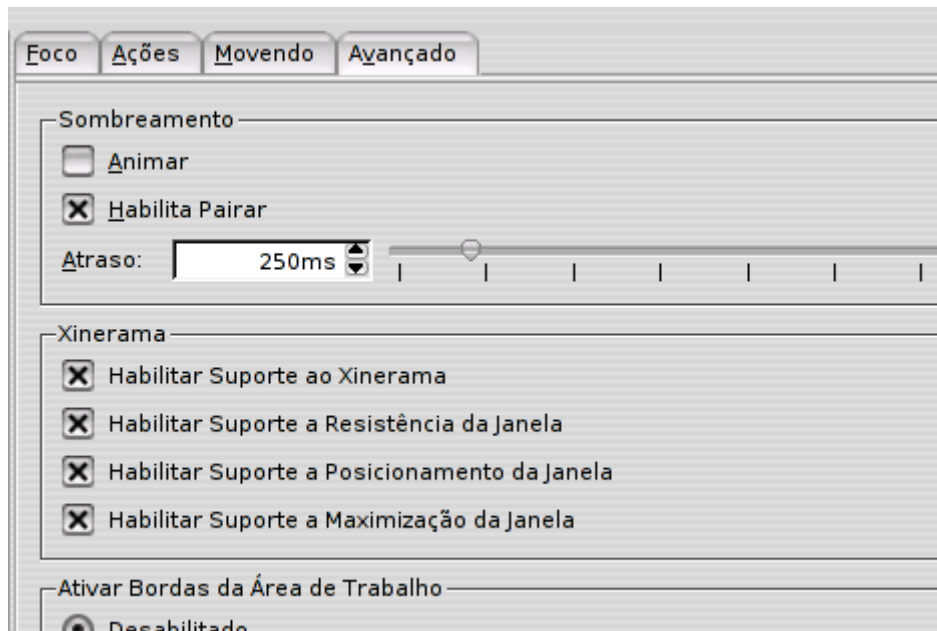 Foco Ações Movendo Avançado
Sombreamento
Animar
Habilita Pairar
Atraso: 250ms
Xinerama
Habilitar Suporte ao Xinerama
Habilitar Suporte a Resistência da Janela
Habilitar Suporte a Posicionamento da Janela
Habilitar Suporte a Maximização da Janela
Ativar Bordas da Área de Trabalho
Desabilitado